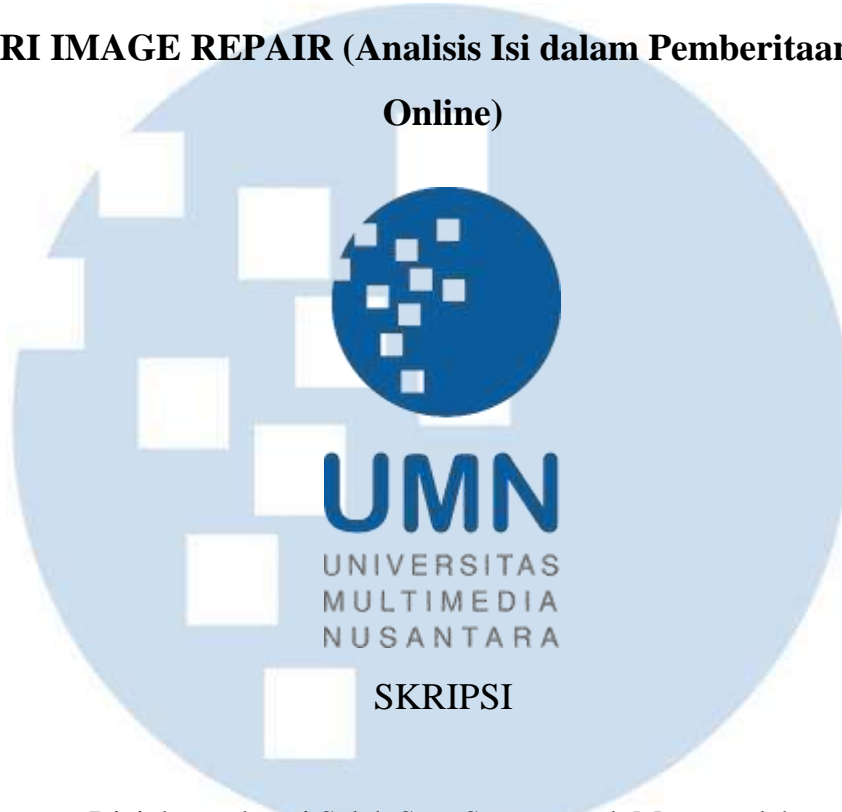 RI IMAGE REPAIR (Analisis Isi dalam Pemberitaan
Online)
UMN
UNIVERSITAS
MULTIMEDIA
NUSANTARA
SKRIPSI